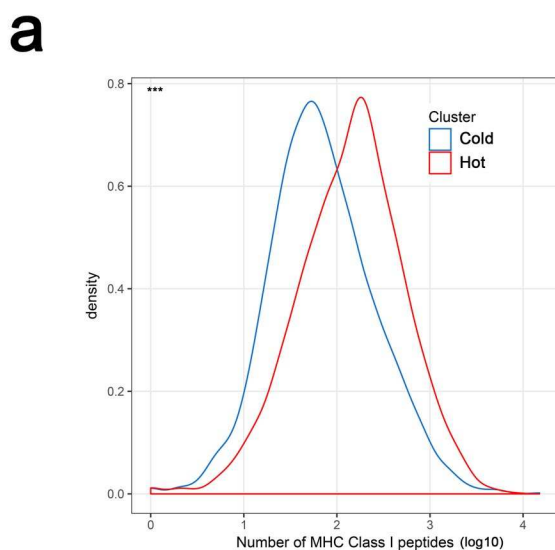 a
***
Cluster
Cold
Hot
density
0.8
0.6
0.4
0.2
0.0
0 1 2 3 4
Number of MHC Class I peptides (log10)